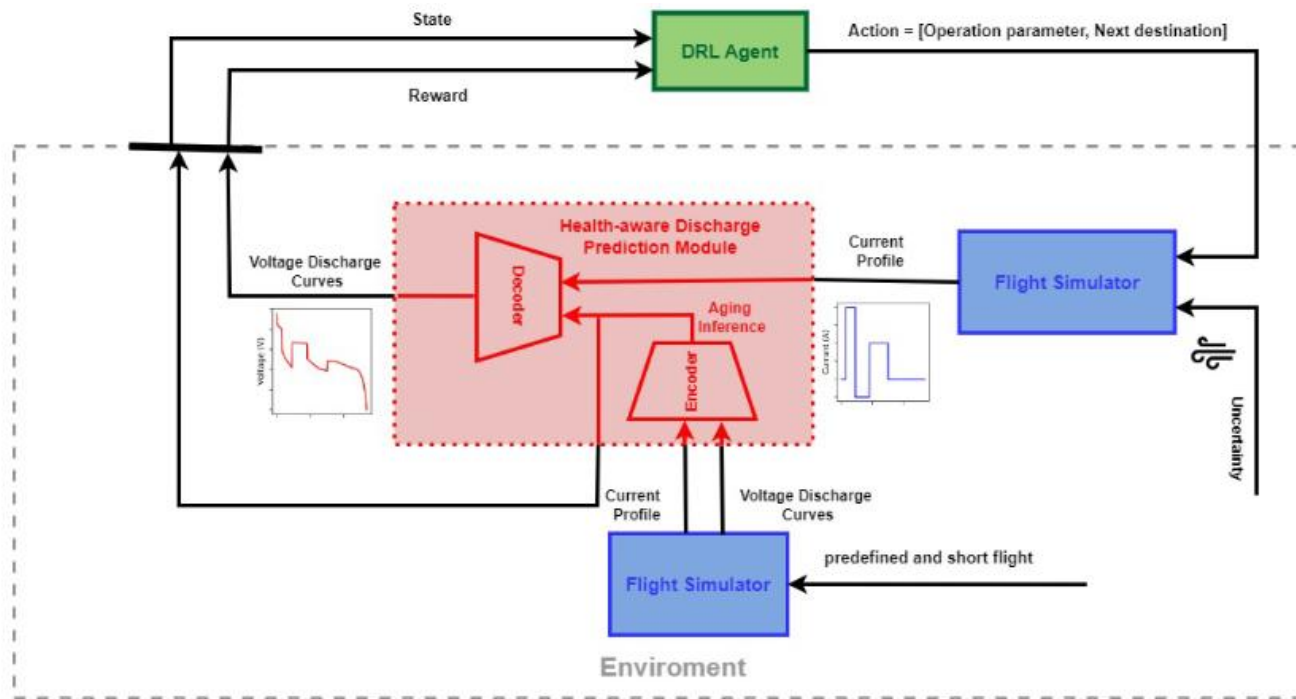 State
DRL Agent
Action = [Operation parameter, Next destination]
Reward
Health-aware Discharge
Prediction Module
Current
Profile
Voltage Discharge
Curves
Decoder
Flight Simulator
Aging
Inference
Voltage (V)
Encoder
Current (A)
Uncertainty
Current
Profile
Voltage Discharge
Curves
predefined and short flight
Flight Simulator
Enviroment